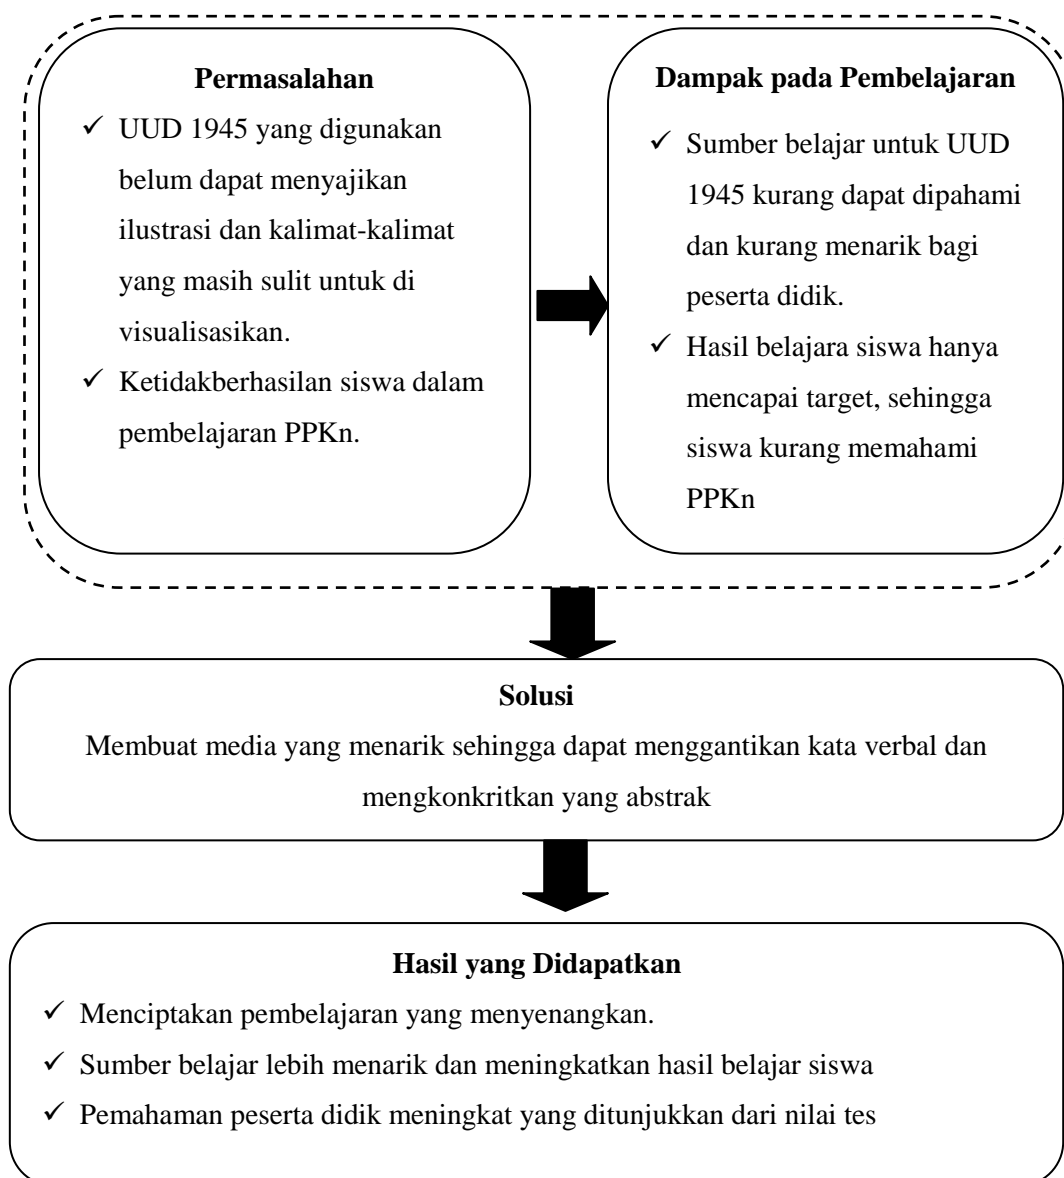 Permasalahan
✓ UUD 1945 yang digunakan
belum dapat menyajikan
ilustrasi dan kalimat-kalimat
yang masih sulit untuk di
visualisasikan.
✓ Ketidakberhasilan siswa dalam
pembelajaran PPKn.
Dampak pada Pembelajaran
✓ Sumber belajar untuk UUD
1945 kurang dapat dipahami
dan kurang menarik bagi
peserta didik.
✓ Hasil belajara siswa hanya
mencapai target, sehingga
siswa kurang memahami
PPKn
Solusi
Membuat media yang menarik sehingga dapat menggantikan kata verbal dan
mengkonkritkan yang abstrak
Hasil yang Didapatkan
✓ Menciptakan pembelajaran yang menyenangkan.
✓ Sumber belajar lebih menarik dan meningkatkan hasil belajar siswa
✓ Pemahaman peserta didik meningkat yang ditunjukkan dari nilai tes